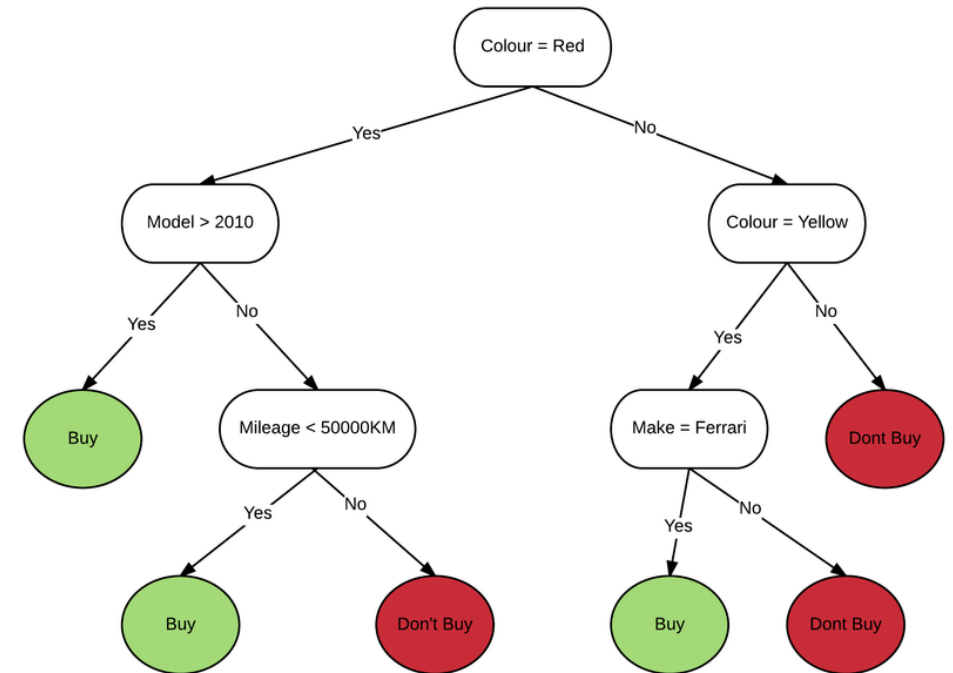 Colour = Red
Yes
No
Model > 2010
Colour = Yellow
Yes
No
Yes
No
Buy
Mileage < 50000KM
Make = Ferrari
Dont Buy
Yes
No
Yes
No
Buy
Don't Buy
Buy
Dont Buy